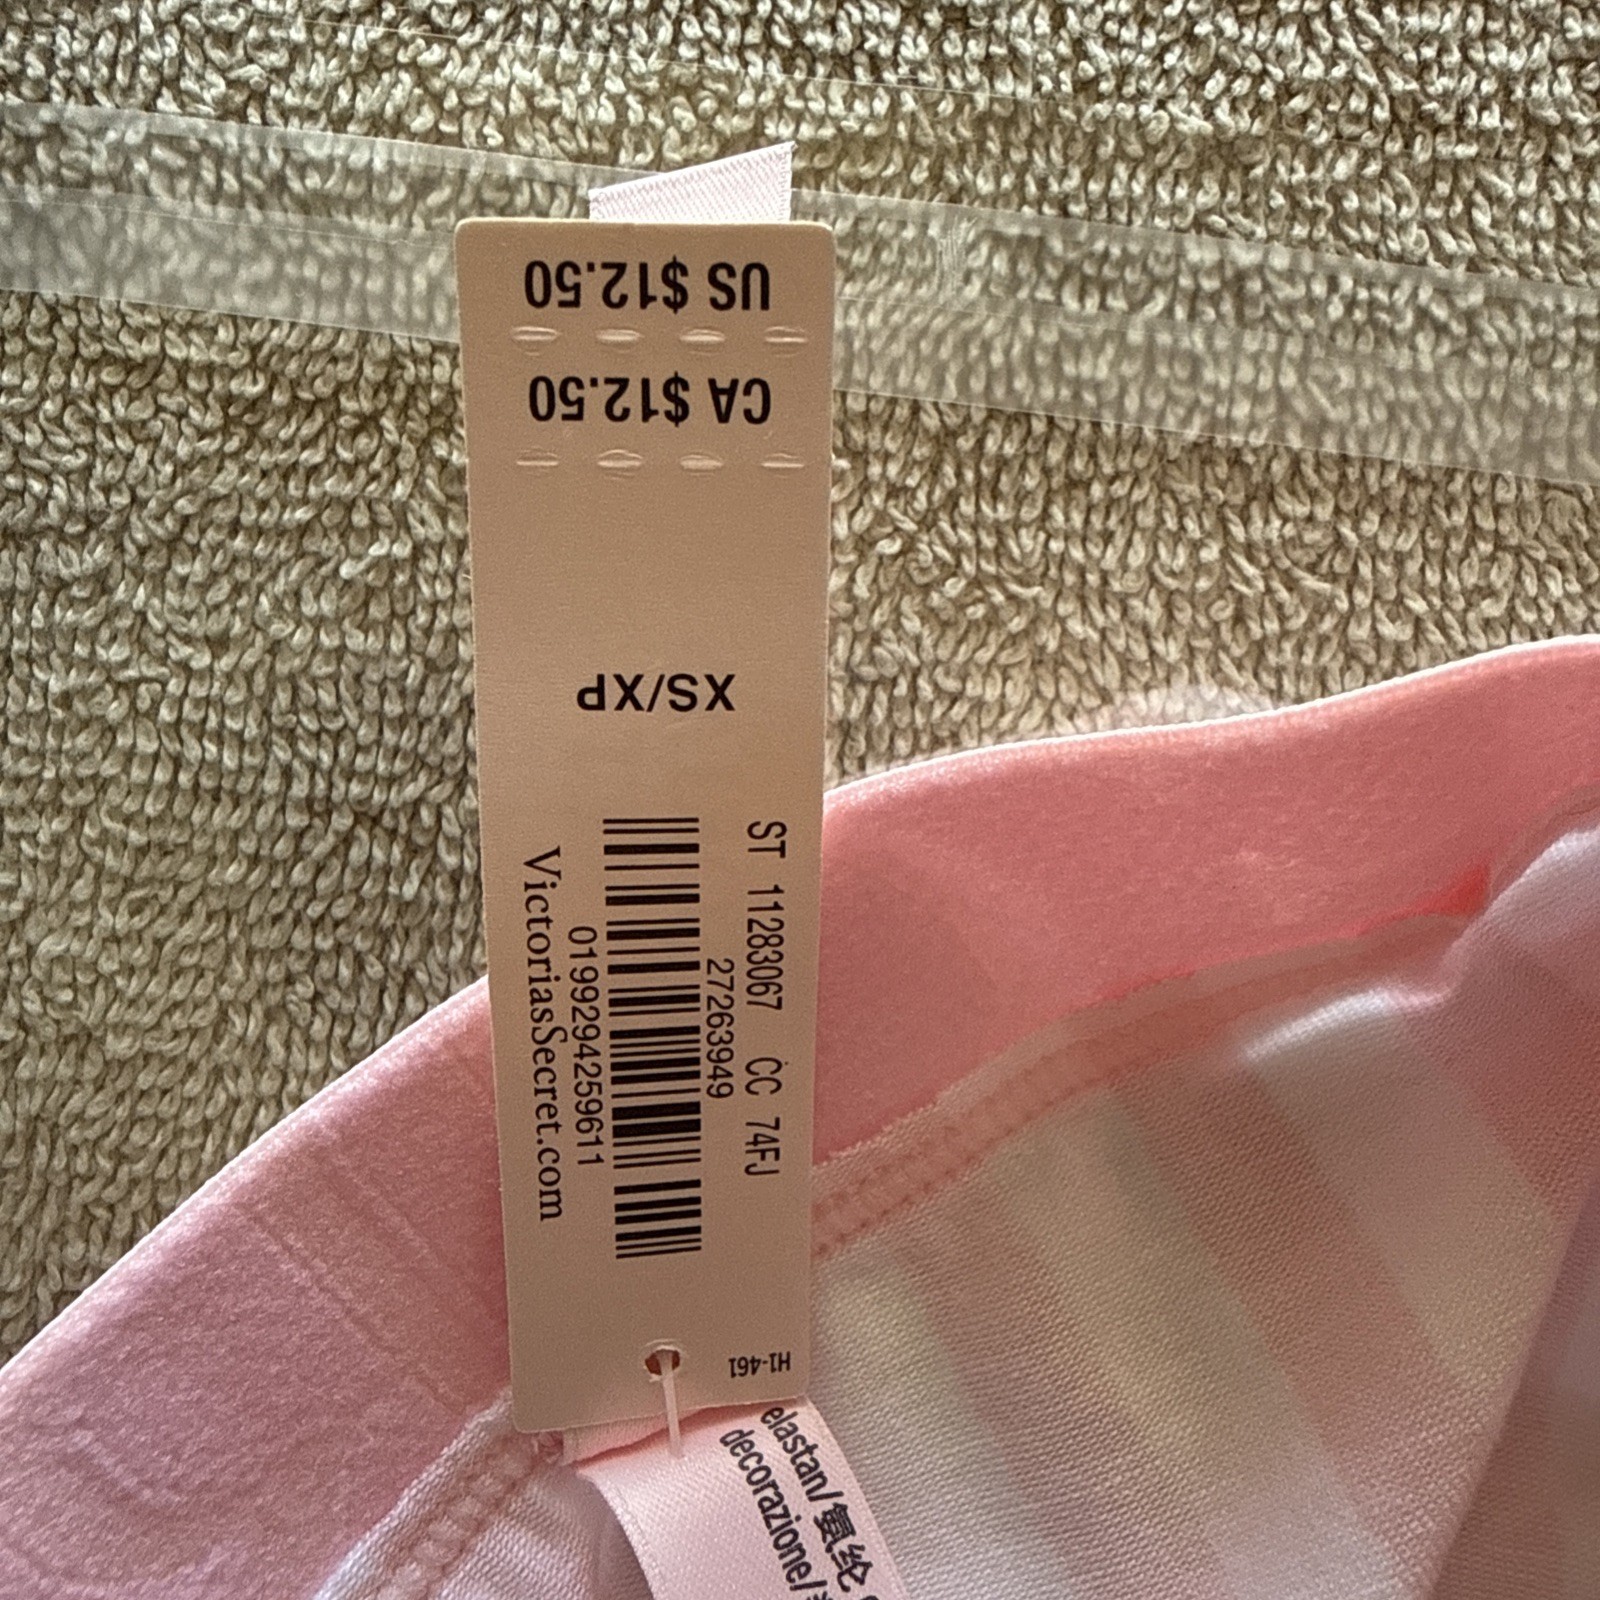 US $12.50
CA $12.50
XS/XP
ST 11283067 CC 74FJ
27263949
0199294259611
VictoriasSecret.com
H1-461
elastan/氨纶
decorazione/